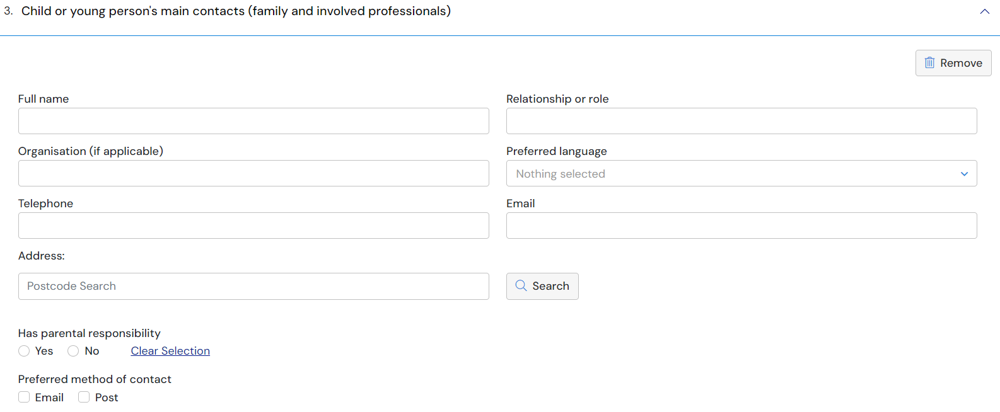 3. Child or young person's main contacts (family and involved professionals)
Remove
Full name
Relationship or role
Organisation (if applicable)
Preferred language
Nothing selected
Telephone
Email
Address:
Postcode Search
Search
Has parental responsibility
Yes No Clear Selection
Preferred method of contact
Email Post